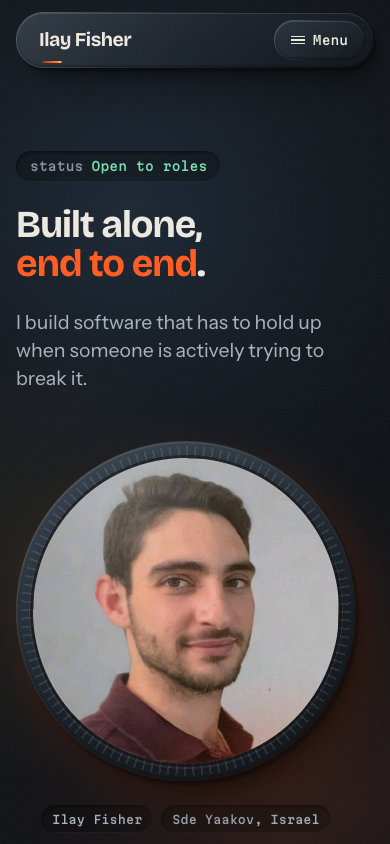 Ilay Fisher
Menu
status Open to roles
Built alone,
end to end.
I build software that has to hold up
when someone is actively trying to
break it.
Ilay Fisher
Sde Yaakov, Israel